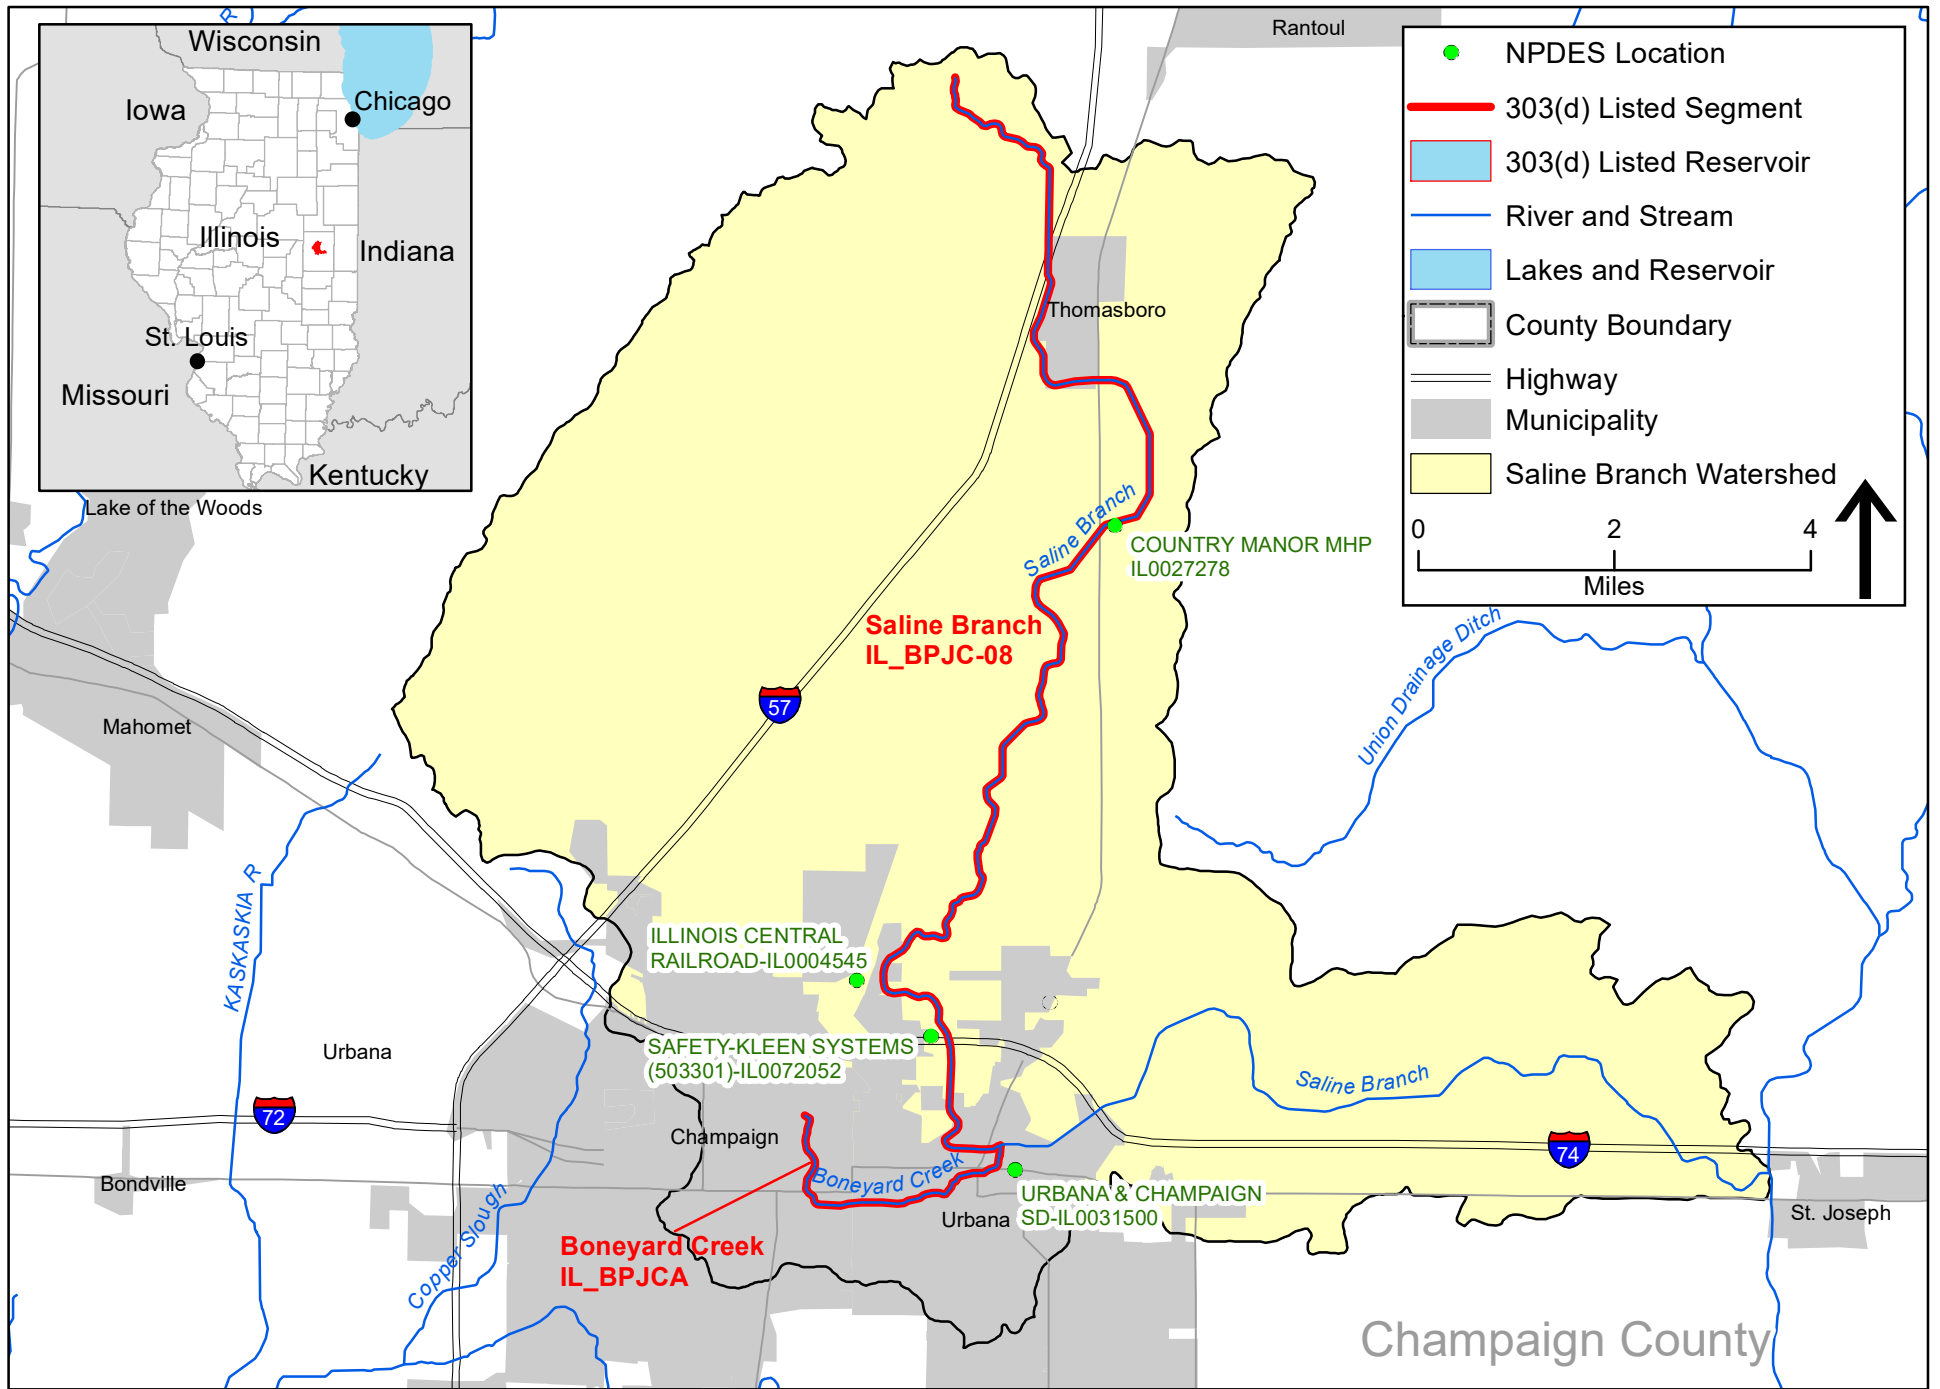 R
Rantoul
Wisconsin
Iowa
Chicago
Illinois
Indiana
St. Louis
Missouri
Kentucky
NPDES Location
303(d) Listed Segment
303(d) Listed Reservoir
River and Stream
Lakes and Reservoir
County Boundary
Highway
Municipality
Saline Branch Watershed
0 2 4
Miles
Thomasboro
Lake of the Woods
Saline Branch
COUNTRY MANOR MHP
IL0027278
Saline Branch
IL_BPJC-08
Union Drainage Ditch
57
Mahomet
KASKASKIA R
ILLINOIS CENTRAL
RAILROAD-IL0004545
SAFETY-KLEEN SYSTEMS
(503301)-IL0072052
Urbana
Saline Branch
72
Champaign
74
Bondville
Boneyard Creek
URBANA & CHAMPAIGN
SD-IL0031500
Urbana
St. Joseph
Copper Slough
Boneyard Creek
IL_BPJCA
Champaign County